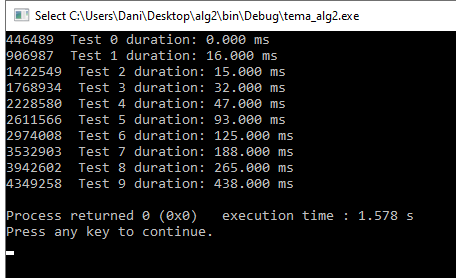 Select C:\Users\Dani\Desktop\alg2\bin\Debug\tema_alg2.exe
446489  Test 0 duration: 0.000 ms
906987  Test 1 duration: 16.000 ms
1422549  Test 2 duration: 15.000 ms
1768934  Test 3 duration: 32.000 ms
2228580  Test 4 duration: 47.000 ms
2611566  Test 5 duration: 93.000 ms
2974008  Test 6 duration: 125.000 ms
3532903  Test 7 duration: 188.000 ms
3942602  Test 8 duration: 265.000 ms
4349258  Test 9 duration: 438.000 ms
Process returned 0 (0x0)   execution time : 1.578 s
Press any key to continue.